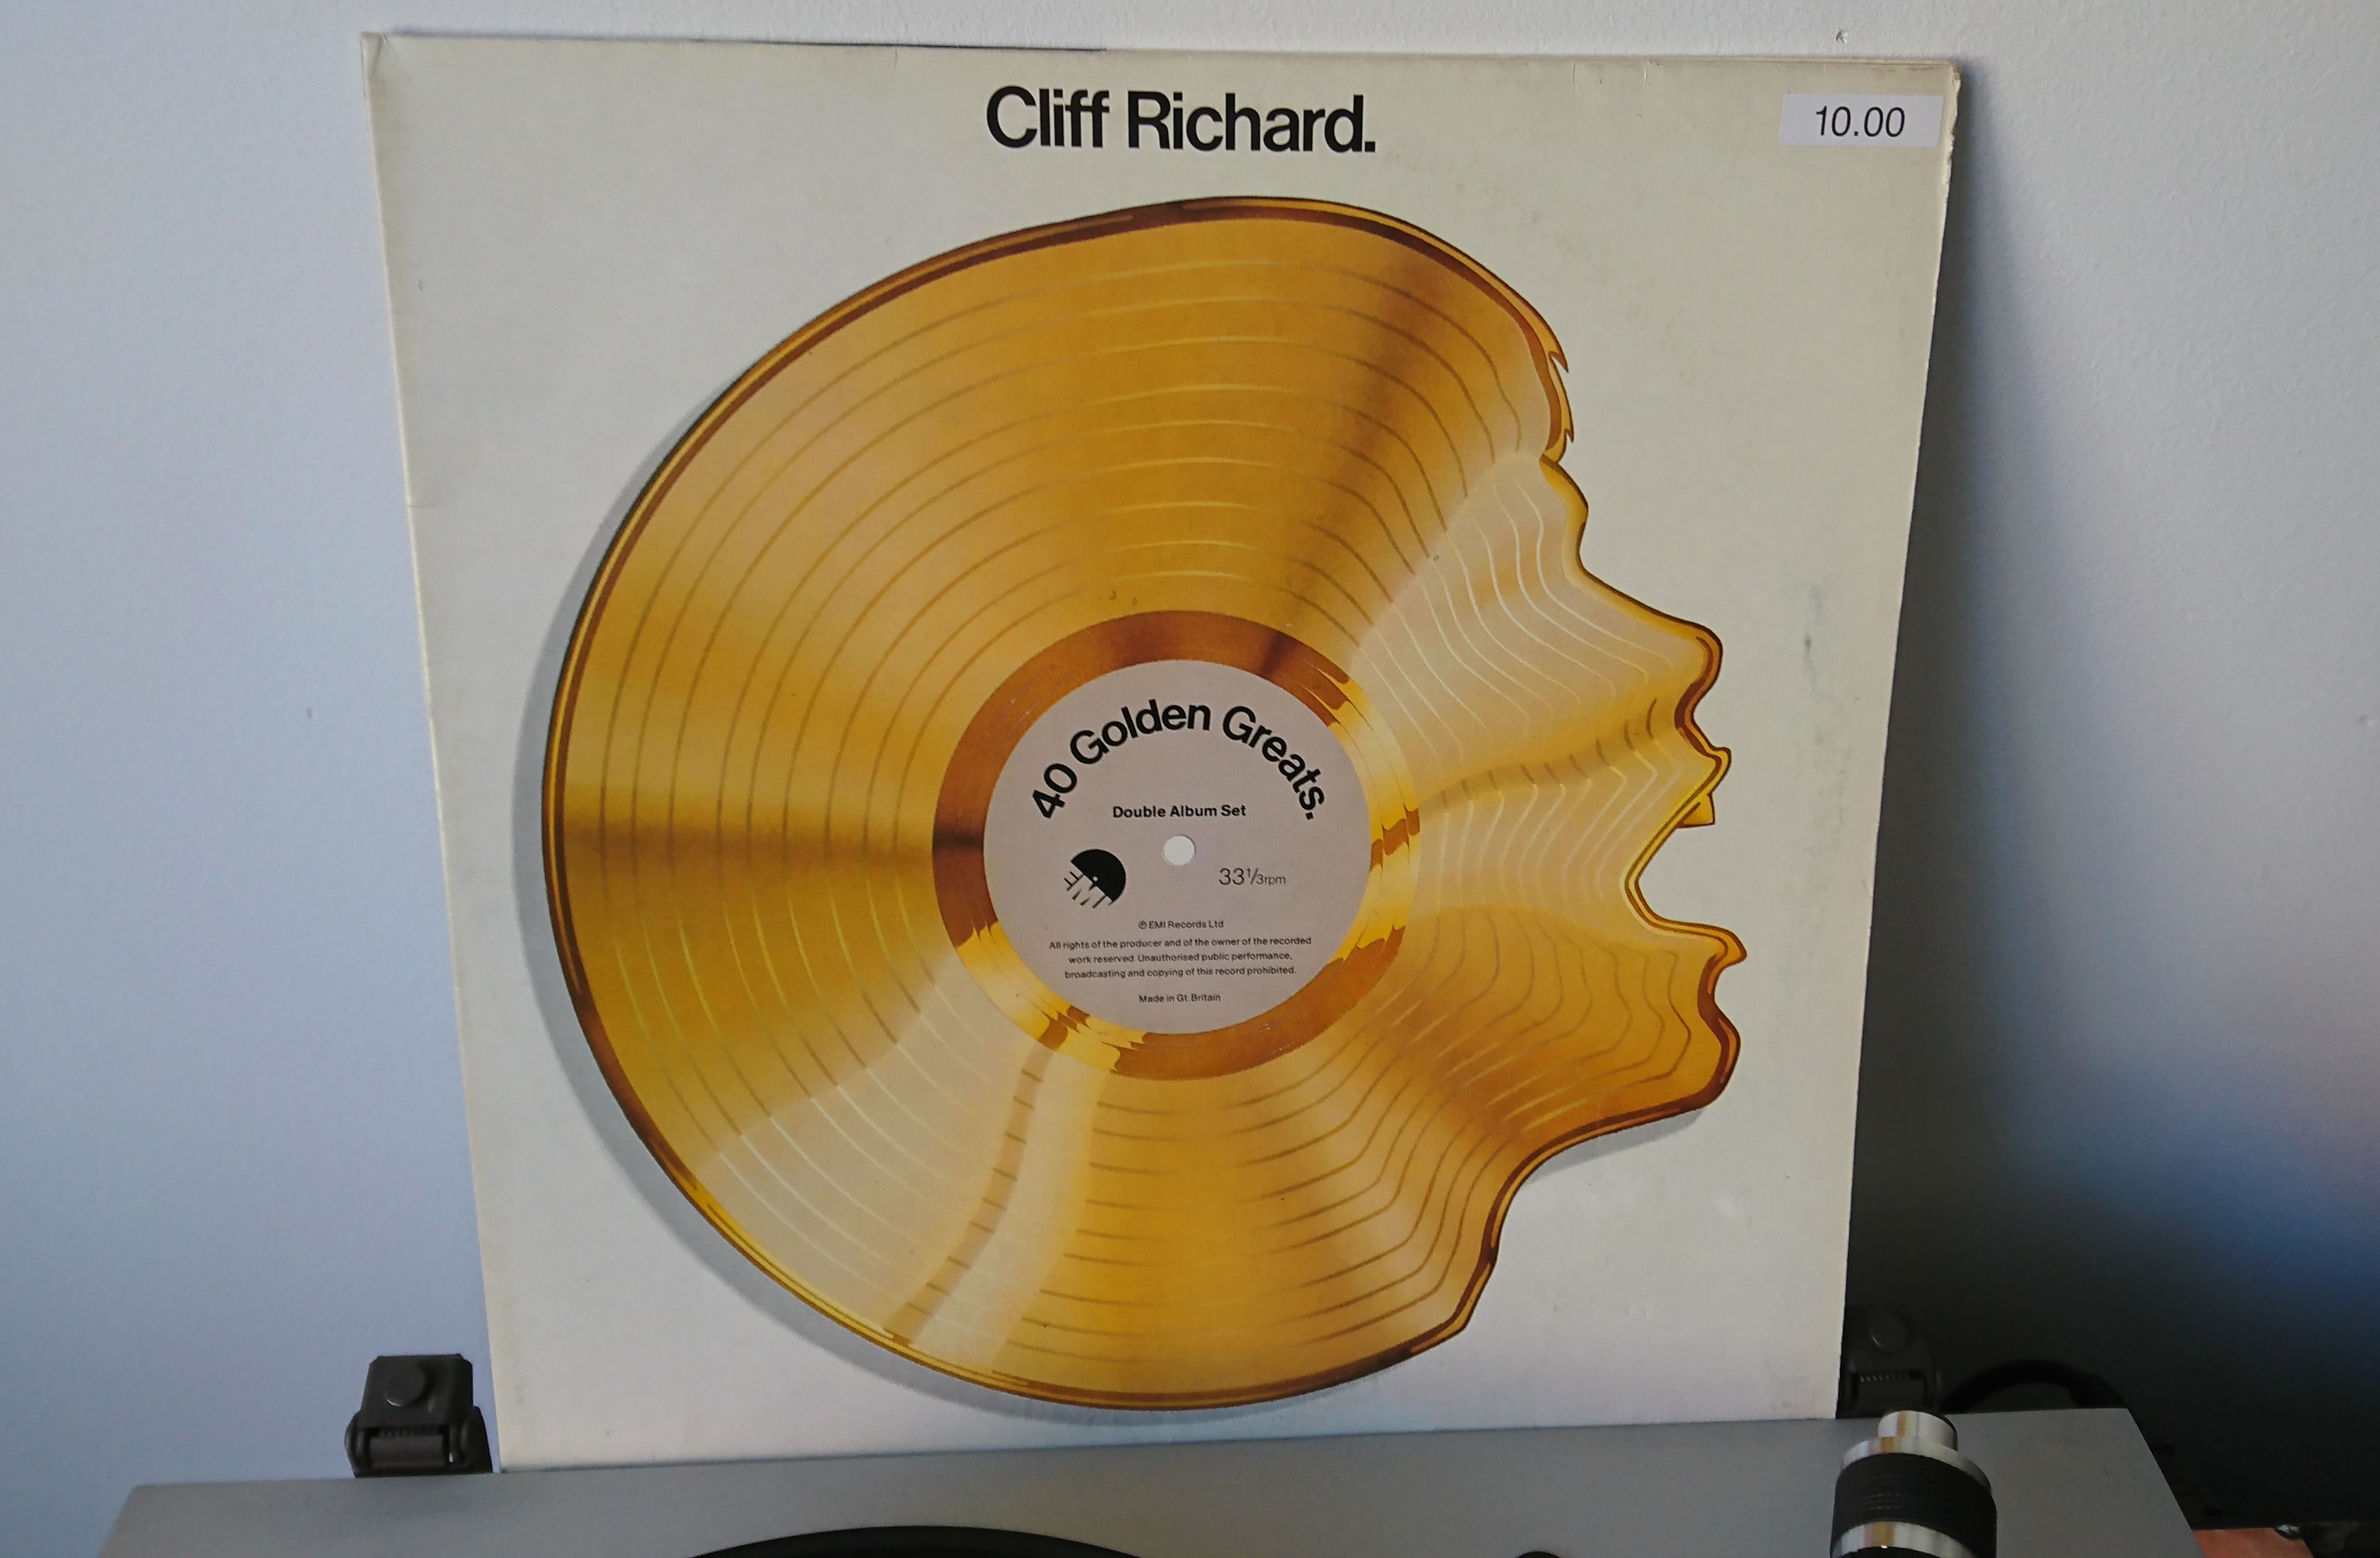 Cliff Richard.
10.00
40 Golden Greats.
Double Album Set
EMI
33⅓rpm
℗ EMI Records Ltd
All rights of the producer and of the owner of the recorded
work reserved. Unauthorised public performance,
broadcasting and copying of this record prohibited.
Made in Gt. Britain